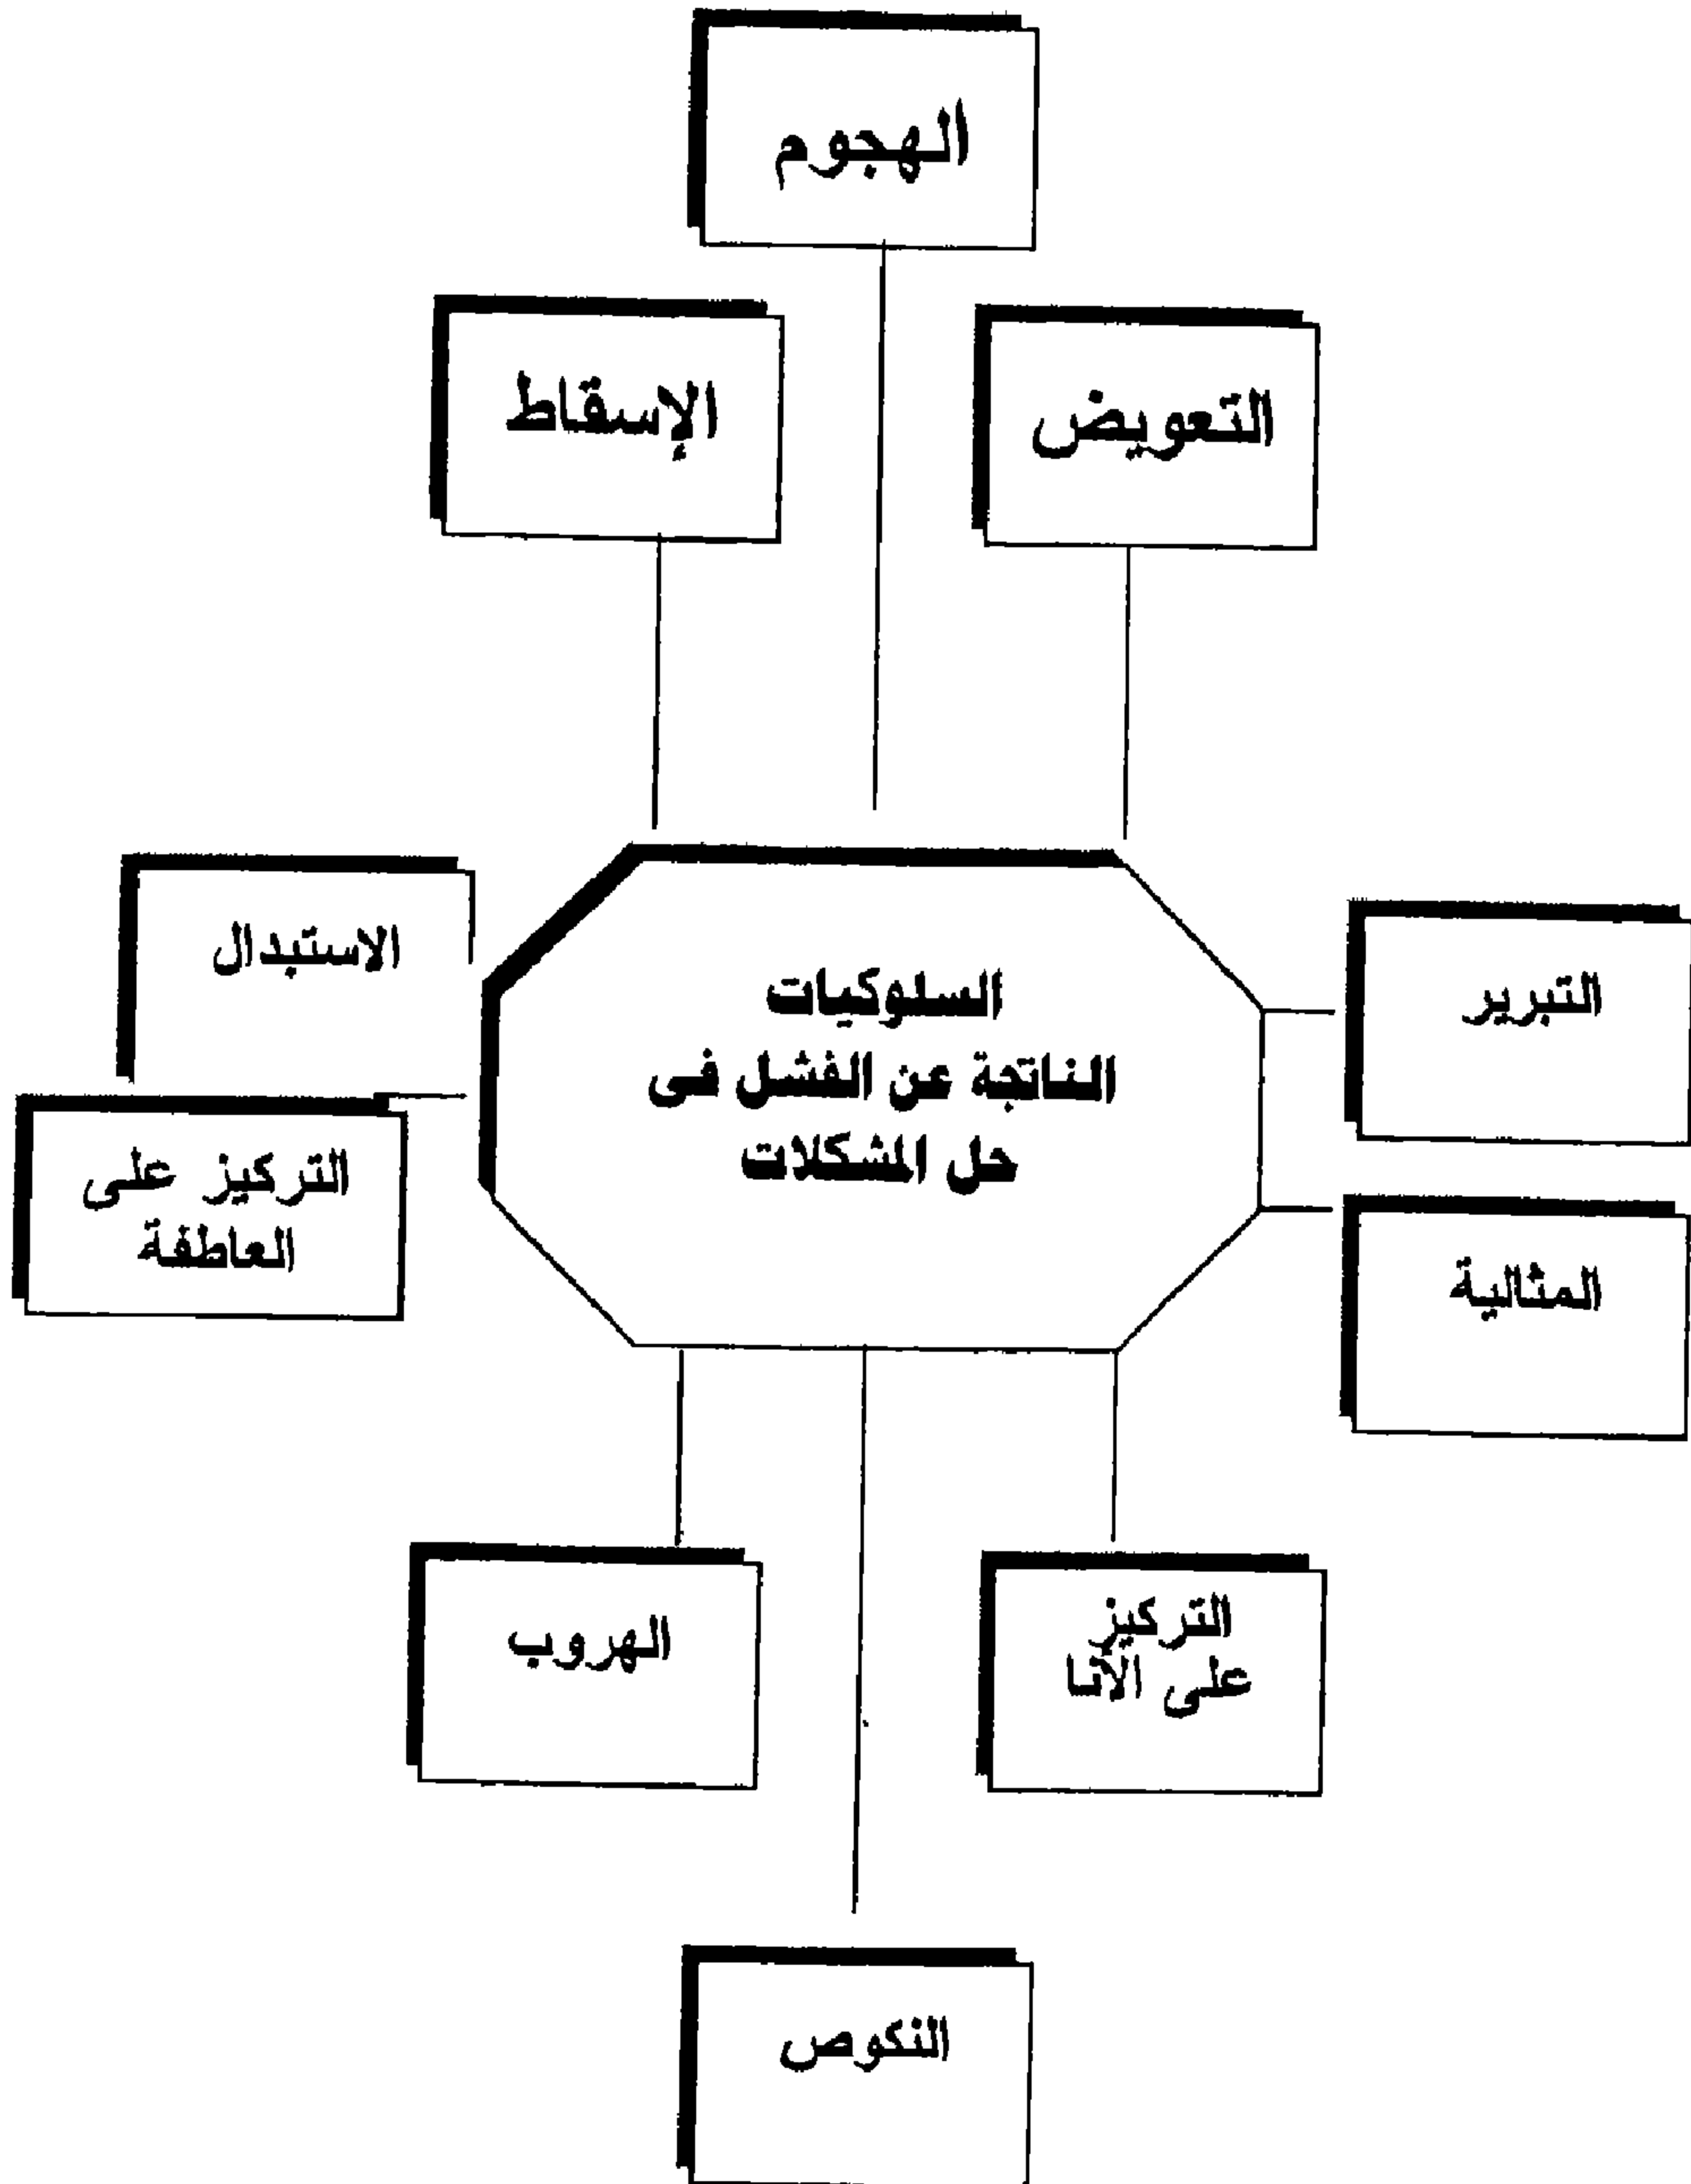 الهجوم
التعويض
الإسقاط
الاستبدال
السلوكيات
الناتجة عن الفشل فى
حل المشكلات
التبرير
التركيز على
العاطفة
المثالية
التركيز
على الأنا
الهروب
النكوص